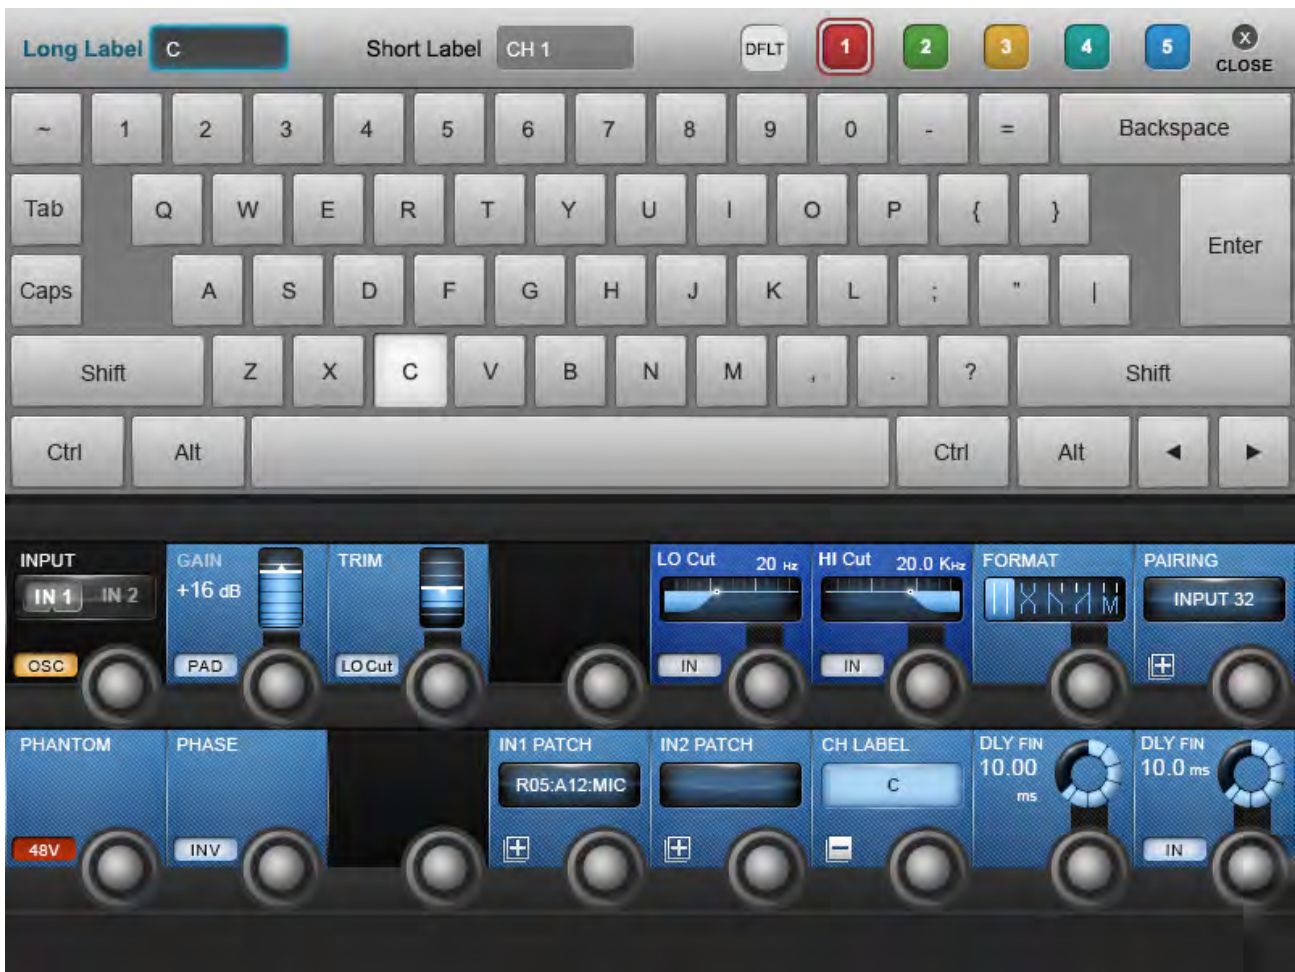 Long Label C Short Label CH 1 DFLT 1 2 3 4 5 X CLOSE
~ 1 2 3 4 5 6 7 8 9 0 - = Backspace
Tab Q W E R T Y U I O P { } Enter
Caps A S D F G H J K L ; " |
Shift Z X C V B N M , . ? Shift
Ctrl Alt Ctrl Alt ◄ ►
INPUT GAIN TRIM LO Cut 20 Hz HI Cut 20.0 KHz FORMAT PAIRING
IN 1 IN 2 +16 dB INPUT 32
OSC PAD LO Cut IN IN
PHANTOM PHASE IN1 PATCH IN2 PATCH CH LABEL DLY FIN DLY FIN
R05:A12:MIC C 10.00 ms 10.0 ms
48V INV IN